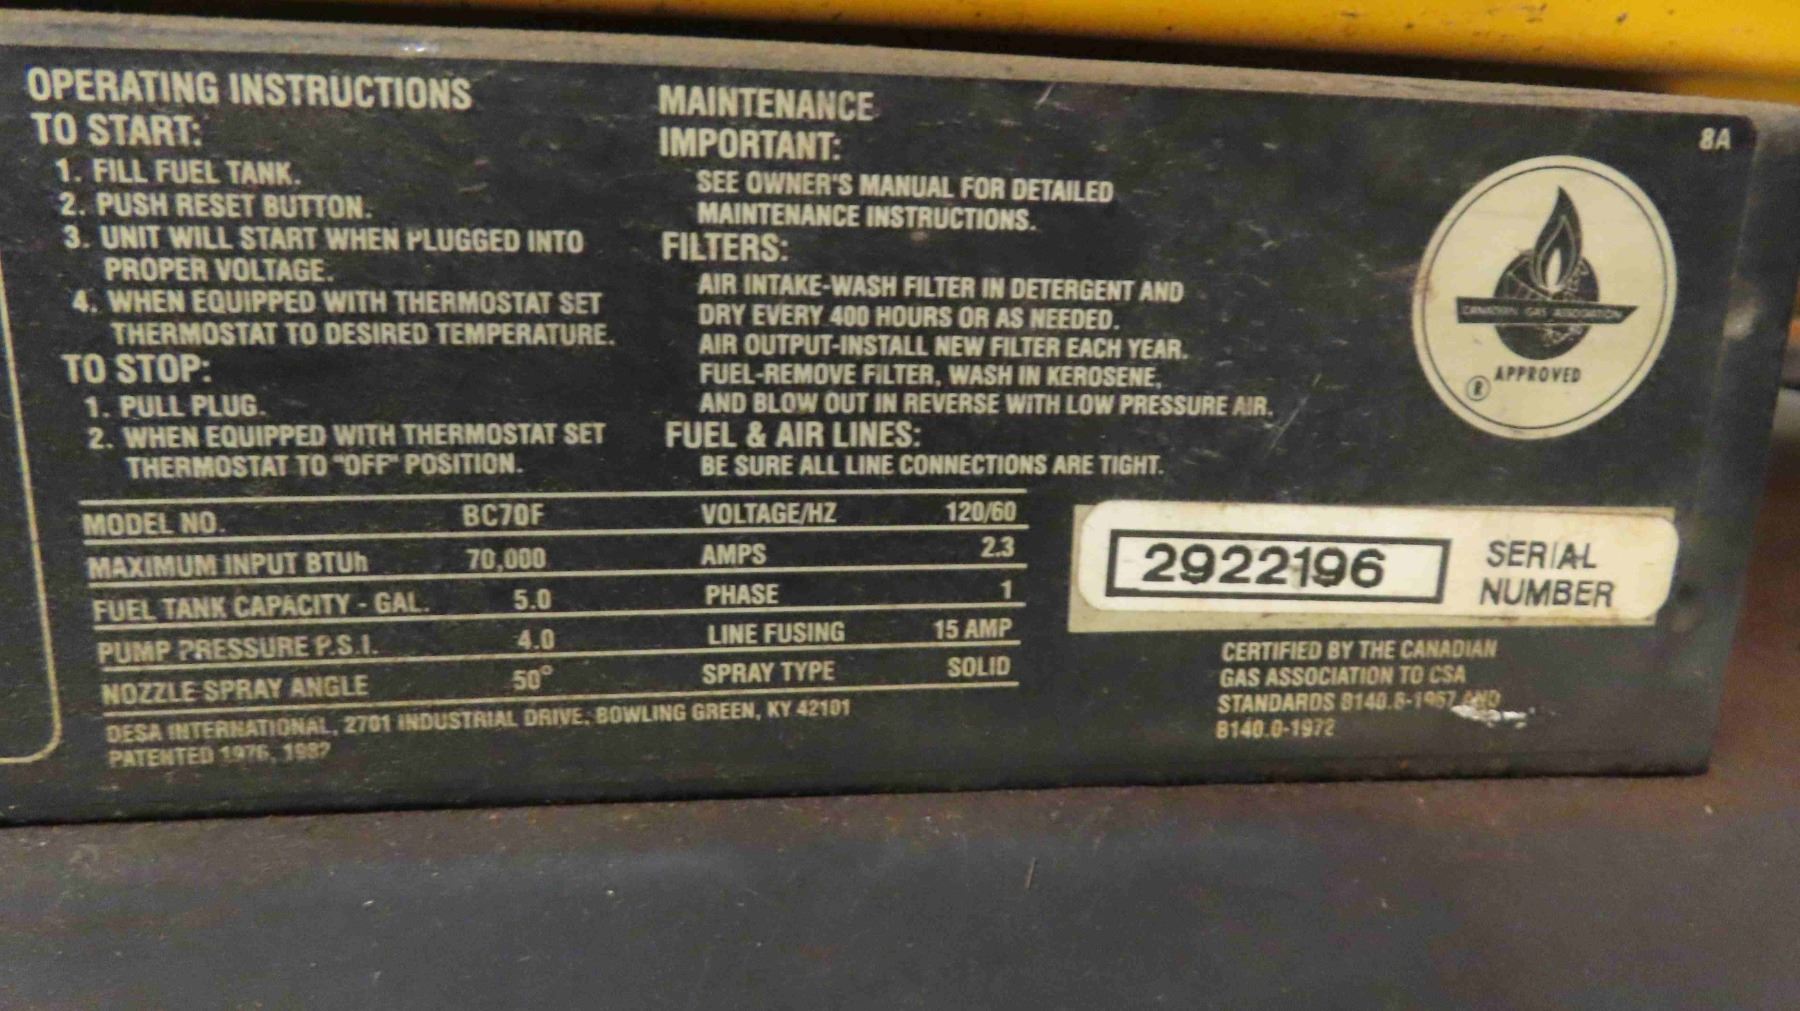 OPERATING INSTRUCTIONS
TO START:
1. FILL FUEL TANK.
2. PUSH RESET BUTTON.
3. UNIT WILL START WHEN PLUGGED INTO
PROPER VOLTAGE.
4. WHEN EQUIPPED WITH THERMOSTAT SET
THERMOSTAT TO DESIRED TEMPERATURE.
TO STOP:
1. PULL PLUG.
2. WHEN EQUIPPED WITH THERMOSTAT SET
THERMOSTAT TO "OFF" POSITION.
MAINTENANCE
IMPORTANT:
SEE OWNER'S MANUAL FOR DETAILED
MAINTENANCE INSTRUCTIONS.
FILTERS:
AIR INTAKE-WASH FILTER IN DETERGENT AND
DRY EVERY 400 HOURS OR AS NEEDED.
AIR OUTPUT-INSTALL NEW FILTER EACH YEAR.
FUEL-REMOVE FILTER, WASH IN KEROSENE,
AND BLOW OUT IN REVERSE WITH LOW PRESSURE AIR.
FUEL & AIR LINES:
BE SURE ALL LINE CONNECTIONS ARE TIGHT.
8A
CANADIAN GAS ASSOCIATION
® APPROVED
MODEL NO. BC70F VOLTAGE/HZ 120/60
MAXIMUM INPUT BTUh 70,000 AMPS 2.3
FUEL TANK CAPACITY - GAL. 5.0 PHASE 1
PUMP PRESSURE P.S.I. 4.0 LINE FUSING 15 AMP
NOZZLE SPRAY ANGLE 50° SPRAY TYPE SOLID
DESA INTERNATIONAL, 2701 INDUSTRIAL DRIVE, BOWLING GREEN, KY 42101
PATENTED 1976, 1982
2922196
SERIAL
NUMBER
CERTIFIED BY THE CANADIAN
GAS ASSOCIATION TO CSA
STANDARDS B140.8-1967 AND
B140.0-1972